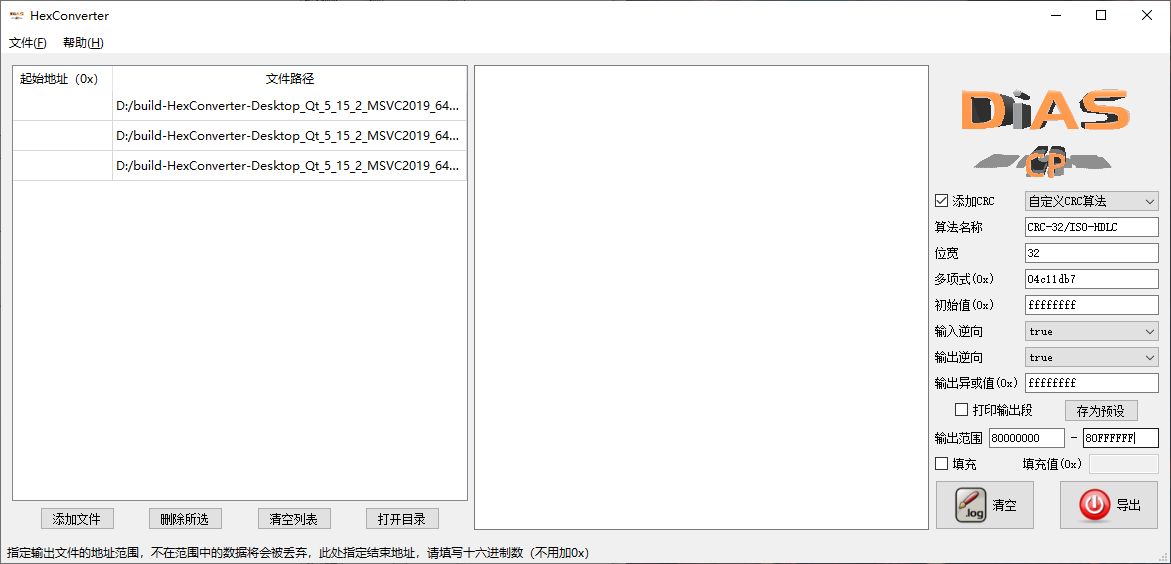 HexConverter
文件(F) 帮助(H)
起始地址（0x） 文件路径
D:/build-HexConverter-Desktop_Qt_5_15_2_MSVC2019_64...
D:/build-HexConverter-Desktop_Qt_5_15_2_MSVC2019_64...
D:/build-HexConverter-Desktop_Qt_5_15_2_MSVC2019_64...
添加文件 删除所选 清空列表 打开目录
DiAS
CP
添加CRC 自定义CRC算法
算法名称 CRC-32/ISO-HDLC
位宽 32
多项式(0x) 04c11db7
初始值(0x) ffffffff
输入逆向 true
输出逆向 true
输出异或值(0x) ffffffff
打印输出段 存为预设
输出范围 80000000 - 80FFFFFF
填充 填充值(0x)
.log 清空 导出
指定输出文件的地址范围，不在范围中的数据将会被丢弃，此处指定结束地址，请填写十六进制数（不用加0x）